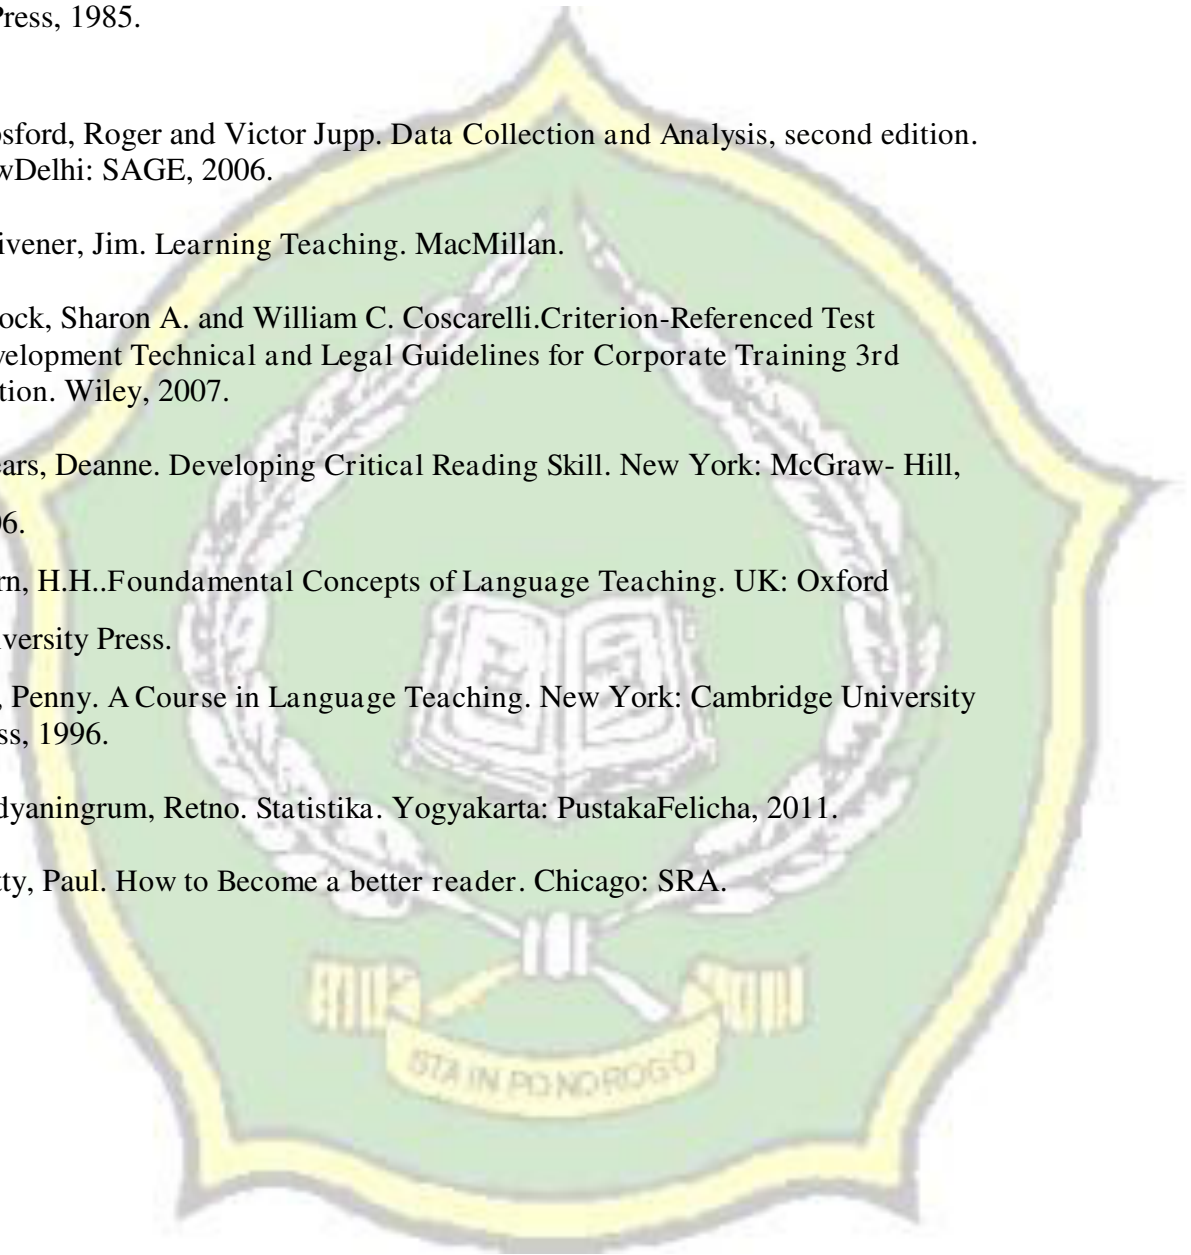 Press, 1985.
osford, Roger and Victor Jupp. Data Collection and Analysis, second edition.
wDelhi: SAGE, 2006.
ivener, Jim. Learning Teaching. MacMillan.
ock, Sharon A. and William C. Coscarelli.Criterion-Referenced Test
velopment Technical and Legal Guidelines for Corporate Training 3rd
tion. Wiley, 2007.
ears, Deanne. Developing Critical Reading Skill. New York: McGraw- Hill,
06.
rn, H.H..Foundamental Concepts of Language Teaching. UK: Oxford
iversity Press.
, Penny. A Course in Language Teaching. New York: Cambridge University
ss, 1996.
dyaningrum, Retno. Statistika. Yogyakarta: PustakaFelicha, 2011.
tty, Paul. How to Become a better reader. Chicago: SRA.
STAIN PONOROGO